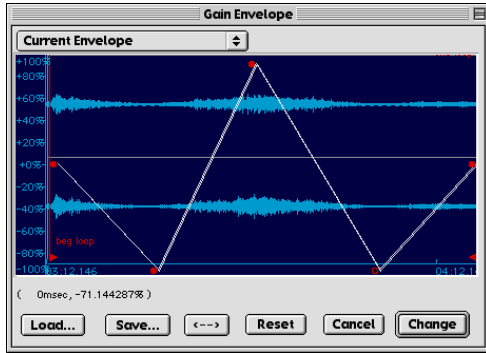 Gain Envelope
Current Envelope
+100%
+80%
+60%
+40%
+20%
+0%
-20%
-40%
-60%
beg loop
-80%
-100%
03:12.146
04:12.1
( 0msec,-71.144287%)
Load... Save... <--> Reset Cancel Change